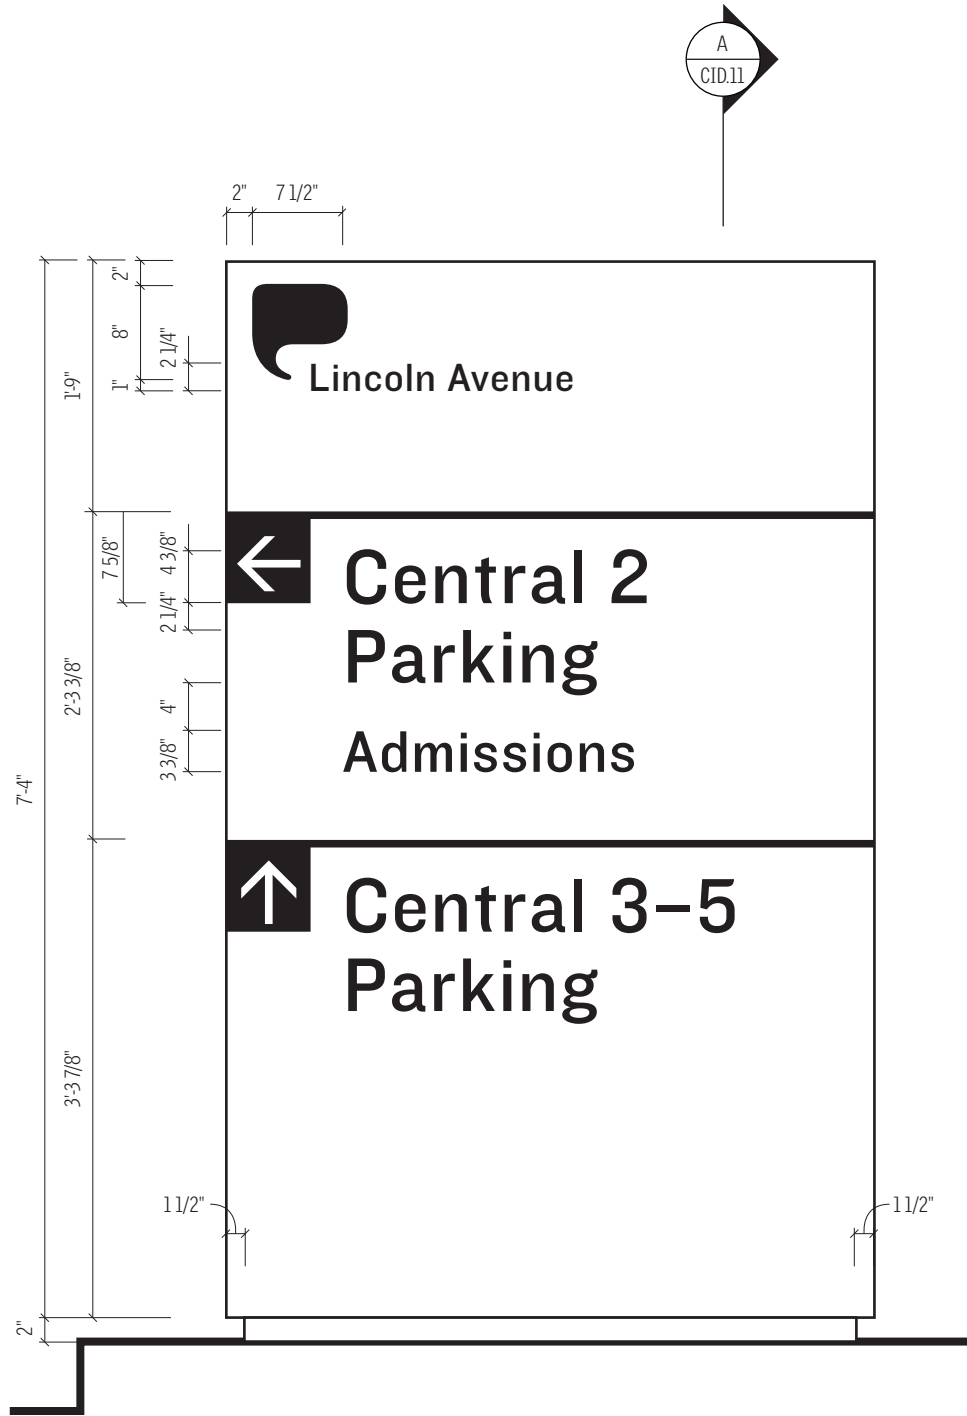 A
CID.11
2" 7 1/2"
2"
8"
2 1/4"
1"
1'-9"
Lincoln Avenue
7 5/8"
4 3/8"
2 1/4"
Central 2
Parking
2'-3 3/8"
4"
3 3/8"
Admissions
7'-4"
Central 3–5
Parking
3'-3 7/8"
1 1/2" 1 1/2"
2"